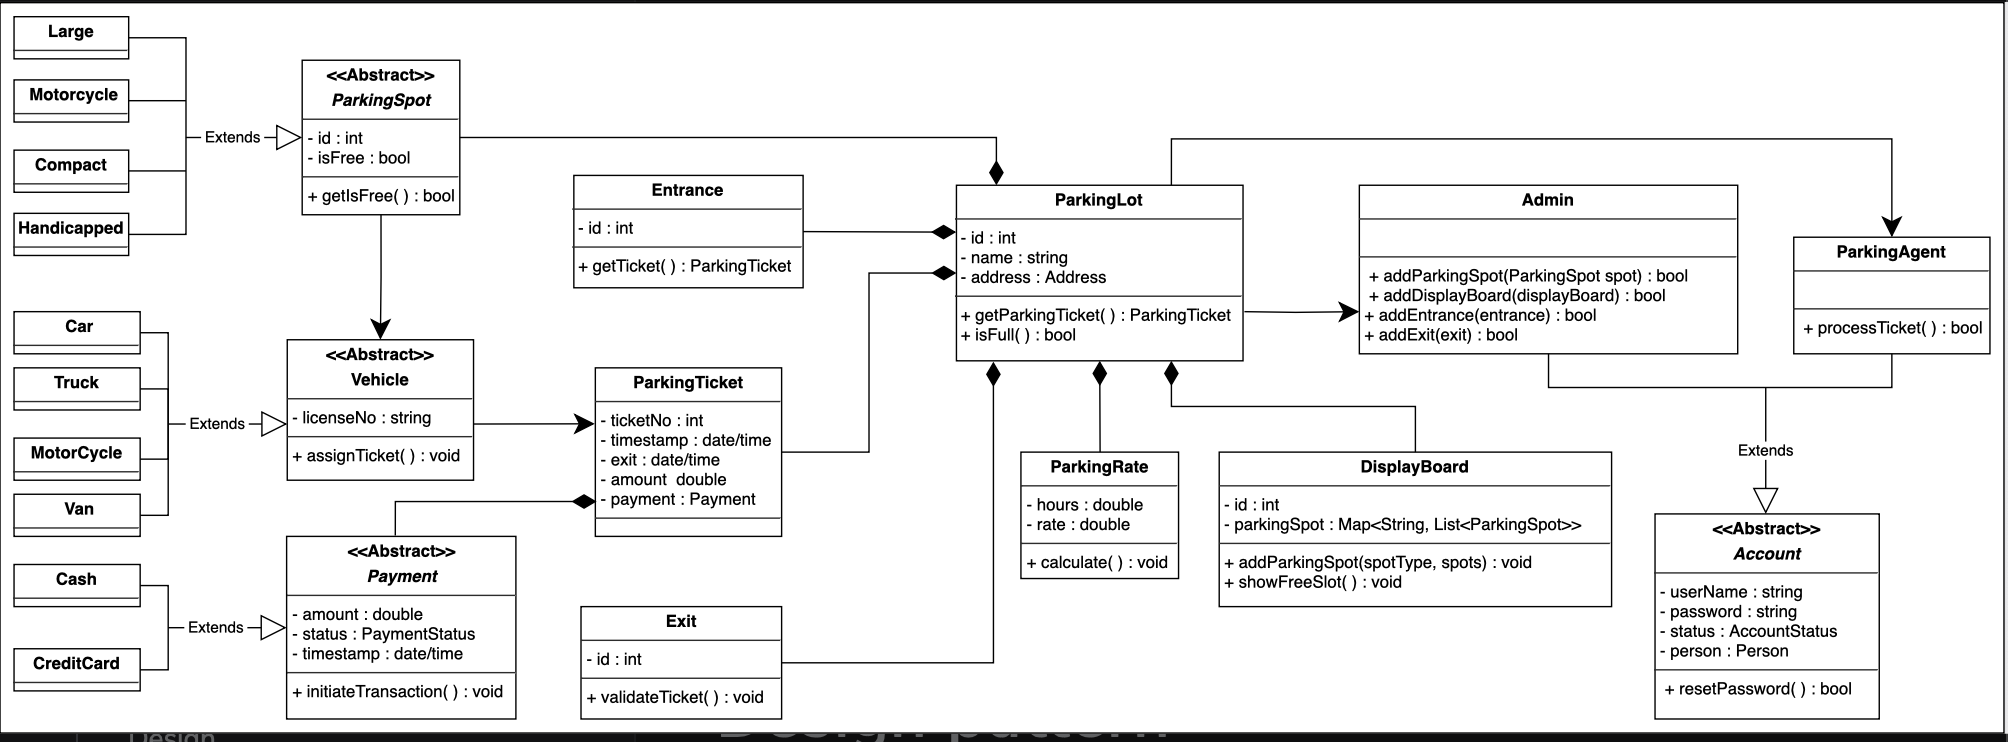 Large
Motorcycle
Compact
Handicapped
Extends
<<Abstract>>
ParkingSpot
- id : int
- isFree : bool
+ getIsFree( ) : bool
Car
Truck
MotorCycle
Van
Extends
<<Abstract>>
Vehicle
- licenseNo : string
+ assignTicket( ) : void
Cash
CreditCard
Extends
<<Abstract>>
Payment
- amount : double
- status : PaymentStatus
- timestamp : date/time
+ initiateTransaction( ) : void
Entrance
- id : int
+ getTicket( ) : ParkingTicket
ParkingTicket
- ticketNo : int
- timestamp : date/time
- exit : date/time
- amount  double
- payment : Payment
Exit
- id : int
+ validateTicket( ) : void
ParkingLot
- id : int
- name : string
- address : Address
+ getParkingTicket( ) : ParkingTicket
+ isFull( ) : bool
ParkingRate
- hours : double
- rate : double
+ calculate( ) : void
DisplayBoard
- id : int
- parkingSpot : Map<String, List<ParkingSpot>>
+ addParkingSpot(spotType, spots) : void
+ showFreeSlot( ) : void
Admin
+ addParkingSpot(ParkingSpot spot) : bool
+ addDisplayBoard(displayBoard) : bool
+ addEntrance(entrance) : bool
+ addExit(exit) : bool
ParkingAgent
+ processTicket( ) : bool
Extends
<<Abstract>>
Account
- userName : string
- password : string
- status : AccountStatus
- person : Person
+ resetPassword( ) : bool
Design
Design pattern